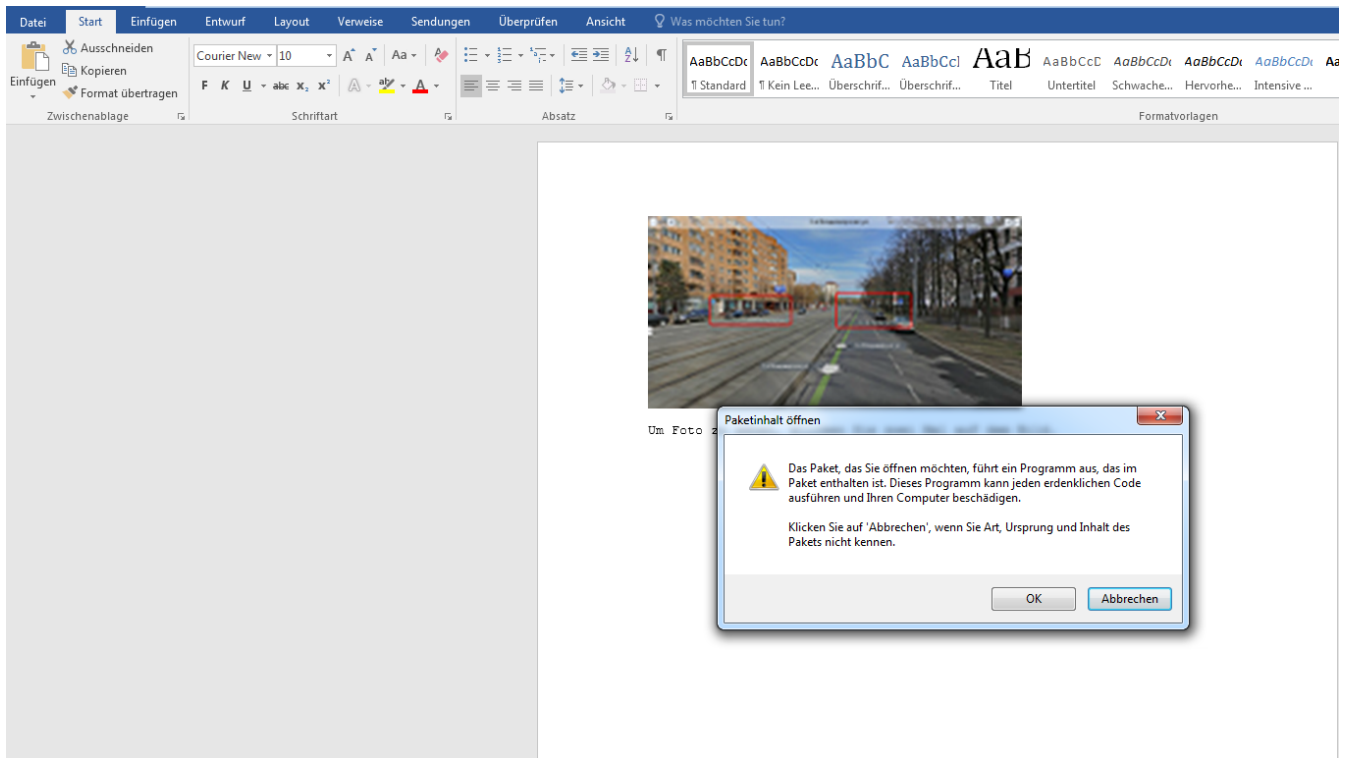 Datei Start Einfügen Entwurf Layout Verweise Sendungen Überprüfen Ansicht Was möchten Sie tun?
Einfügen
Ausschneiden
Kopieren
Format übertragen
Zwischenablage
Courier New 10
F K U abc x₂ x²
Schriftart
Absatz
AaBbCcDc AaBbCcDc AaBbC AaBbCcI AaB AaBbCcD AaBbCcDc AaBbCcDc AaBbCcDc Aa
¶ Standard ¶ Kein Lee... Überschrif... Überschrif... Titel Untertitel Schwache... Hervorhe... Intensive ...
Formatvorlagen
Um Foto
Paketinhalt öffnen
Das Paket, das Sie öffnen möchten, führt ein Programm aus, das im
Paket enthalten ist. Dieses Programm kann jeden erdenklichen Code
ausführen und Ihren Computer beschädigen.
Klicken Sie auf 'Abbrechen', wenn Sie Art, Ursprung und Inhalt des
Pakets nicht kennen.
OK Abbrechen